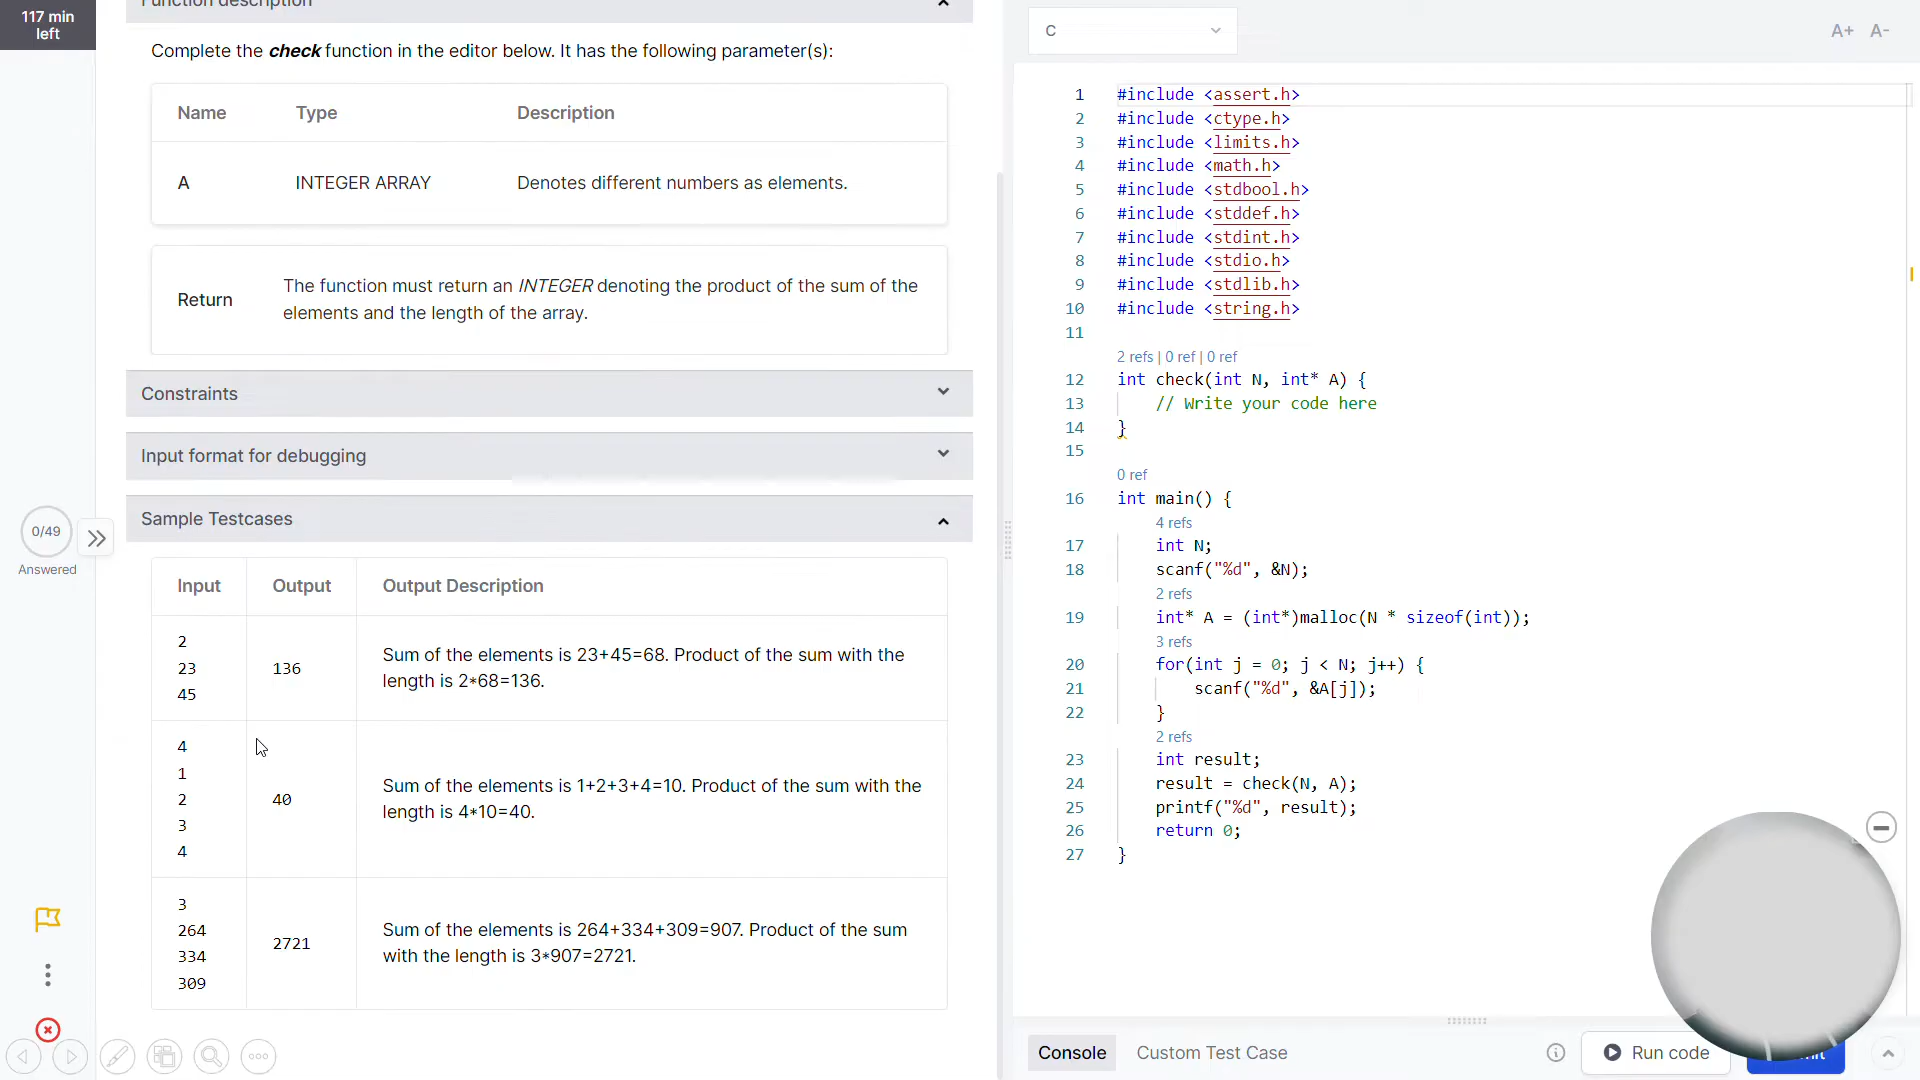 117 min
left
Function description
Complete the check function in the editor below. It has the following parameter(s):
Name Type Description
A INTEGER ARRAY Denotes different numbers as elements.
Return The function must return an INTEGER denoting the product of the sum of the
elements and the length of the array.
Constraints
Input format for debugging
Sample Testcases
Input Output Output Description
2
23
45
136
Sum of the elements is 23+45=68. Product of the sum with the
length is 2*68=136.
4
1
2
3
4
40
Sum of the elements is 1+2+3+4=10. Product of the sum with the
length is 4*10=40.
3
264
334
309
2721
Sum of the elements is 264+334+309=907. Product of the sum
with the length is 3*907=2721.
0/49
Answered
C
A+ A-
1 #include <assert.h>
2 #include <ctype.h>
3 #include <limits.h>
4 #include <math.h>
5 #include <stdbool.h>
6 #include <stddef.h>
7 #include <stdint.h>
8 #include <stdio.h>
9 #include <stdlib.h>
10 #include <string.h>
11
2 refs | 0 ref | 0 ref
12 int check(int N, int* A) {
13 // Write your code here
14 }
15
0 ref
16 int main() {
4 refs
17 int N;
18 scanf("%d", &N);
2 refs
19 int* A = (int*)malloc(N * sizeof(int));
3 refs
20 for(int j = 0; j < N; j++) {
21 scanf("%d", &A[j]);
22 }
2 refs
23 int result;
24 result = check(N, A);
25 printf("%d", result);
26 return 0;
27 }
Console Custom Test Case
Run code